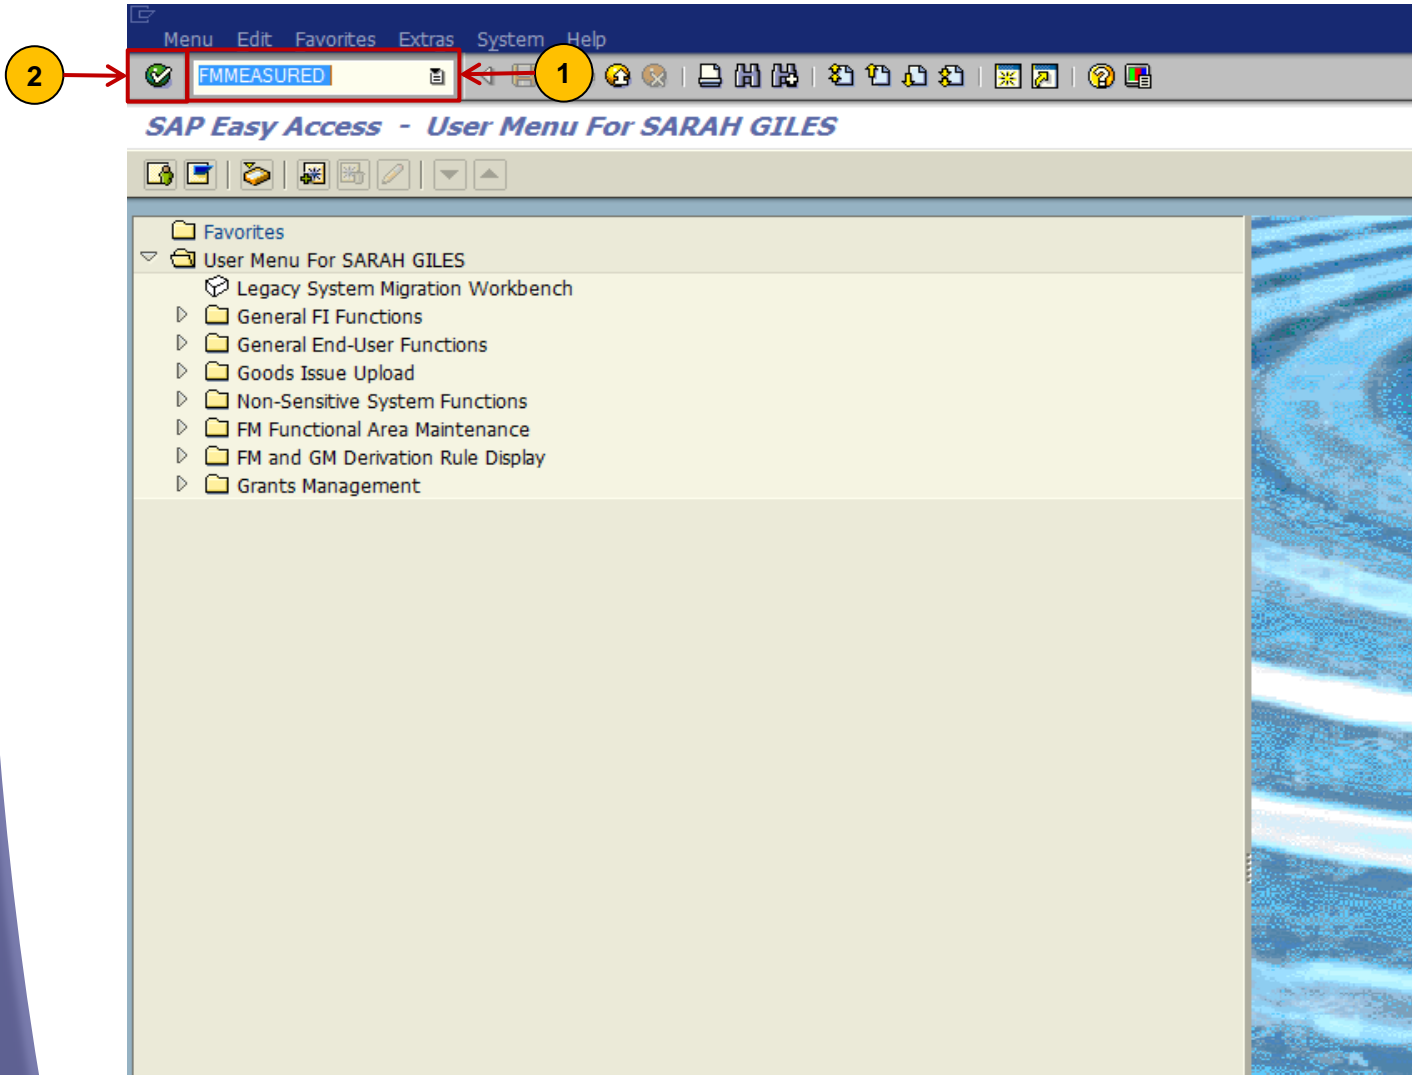 Menu Edit Favorites Extras System Help
2 FMMEASURED 1
SAP Easy Access - User Menu For SARAH GILES
Favorites
User Menu For SARAH GILES
Legacy System Migration Workbench
General FI Functions
General End-User Functions
Goods Issue Upload
Non-Sensitive System Functions
FM Functional Area Maintenance
FM and GM Derivation Rule Display
Grants Management